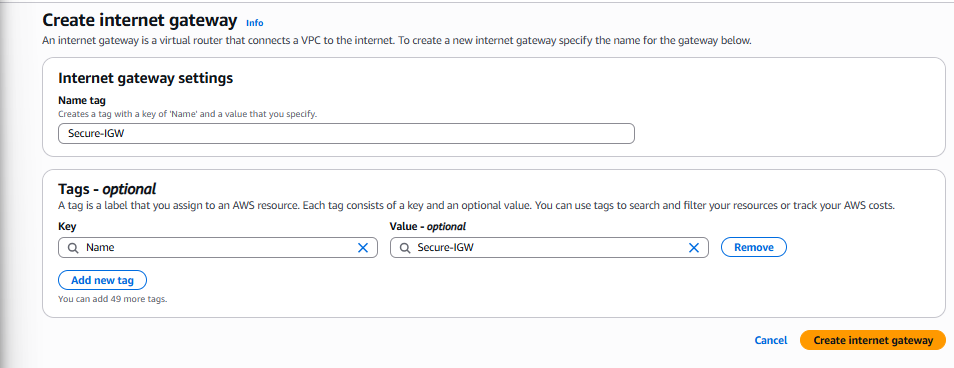 Create internet gateway Info
An internet gateway is a virtual router that connects a VPC to the internet. To create a new internet gateway specify the name for the gateway below.
Internet gateway settings
Name tag
Creates a tag with a key of 'Name' and a value that you specify.
Secure-IGW
Tags - optional
A tag is a label that you assign to an AWS resource. Each tag consists of a key and an optional value. You can use tags to search and filter your resources or track your AWS costs.
Key Value - optional
Name Secure-IGW Remove
Add new tag
You can add 49 more tags.
Cancel Create internet gateway